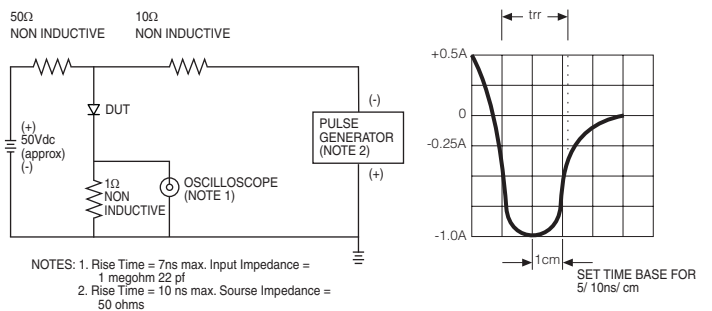 50Ω
NON INDUCTIVE
10Ω
NON INDUCTIVE
DUT
(+)
50Vdc
(approx)
(-)
1Ω
NON
INDUCTIVE
OSCILLOSCOPE
(NOTE 1)
(-)
PULSE
GENERATOR
(NOTE 2)
(+)
NOTES: 1. Rise Time = 7ns max. Input Impedance =
1 megohm 22 pf
2. Rise Time = 10 ns max. Sourse Impedance =
50 ohms
trr
+0.5A
0
-0.25A
-1.0A
1cm
SET TIME BASE FOR
5/ 10ns/ cm